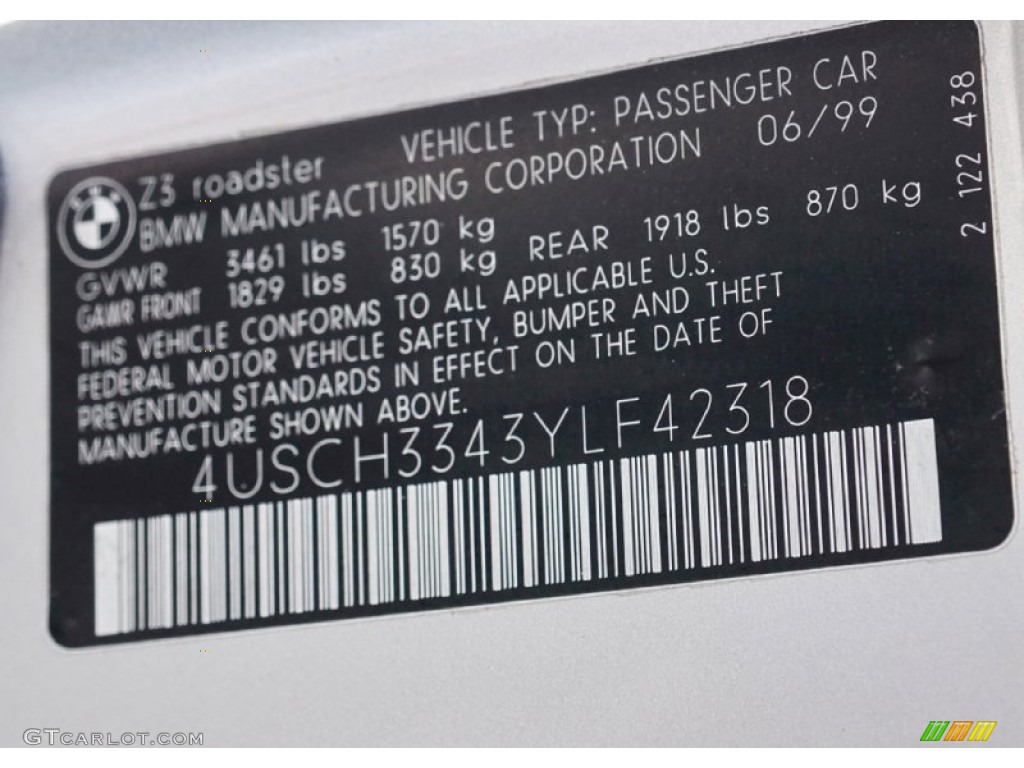 Z3 roadster VEHICLE TYP: PASSENGER CAR
BMW MANUFACTURING CORPORATION 06/99
GVWR 3461 lbs 1570 kg
GAWR FRONT 1829 lbs 830 kg REAR 1918 lbs 870 kg
THIS VEHICLE CONFORMS TO ALL APPLICABLE U.S.
FEDERAL MOTOR VEHICLE SAFETY, BUMPER AND THEFT
PREVENTION STANDARDS IN EFFECT ON THE DATE OF
MANUFACTURE SHOWN ABOVE.
4USCH3343YLF42318
2 122 438
GTCARLOT.COM